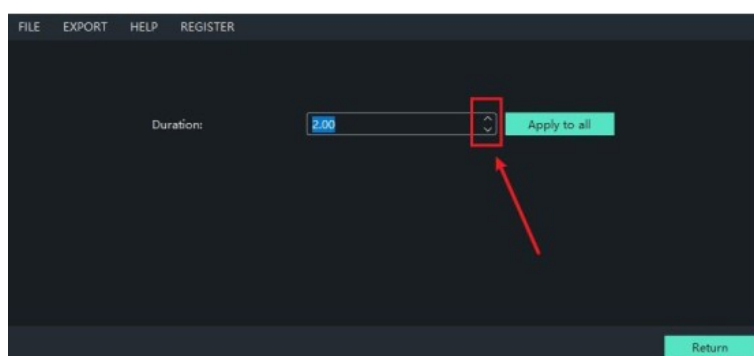 FILE EXPORT HELP REGISTER
Duration: 2.00 Apply to all
Return